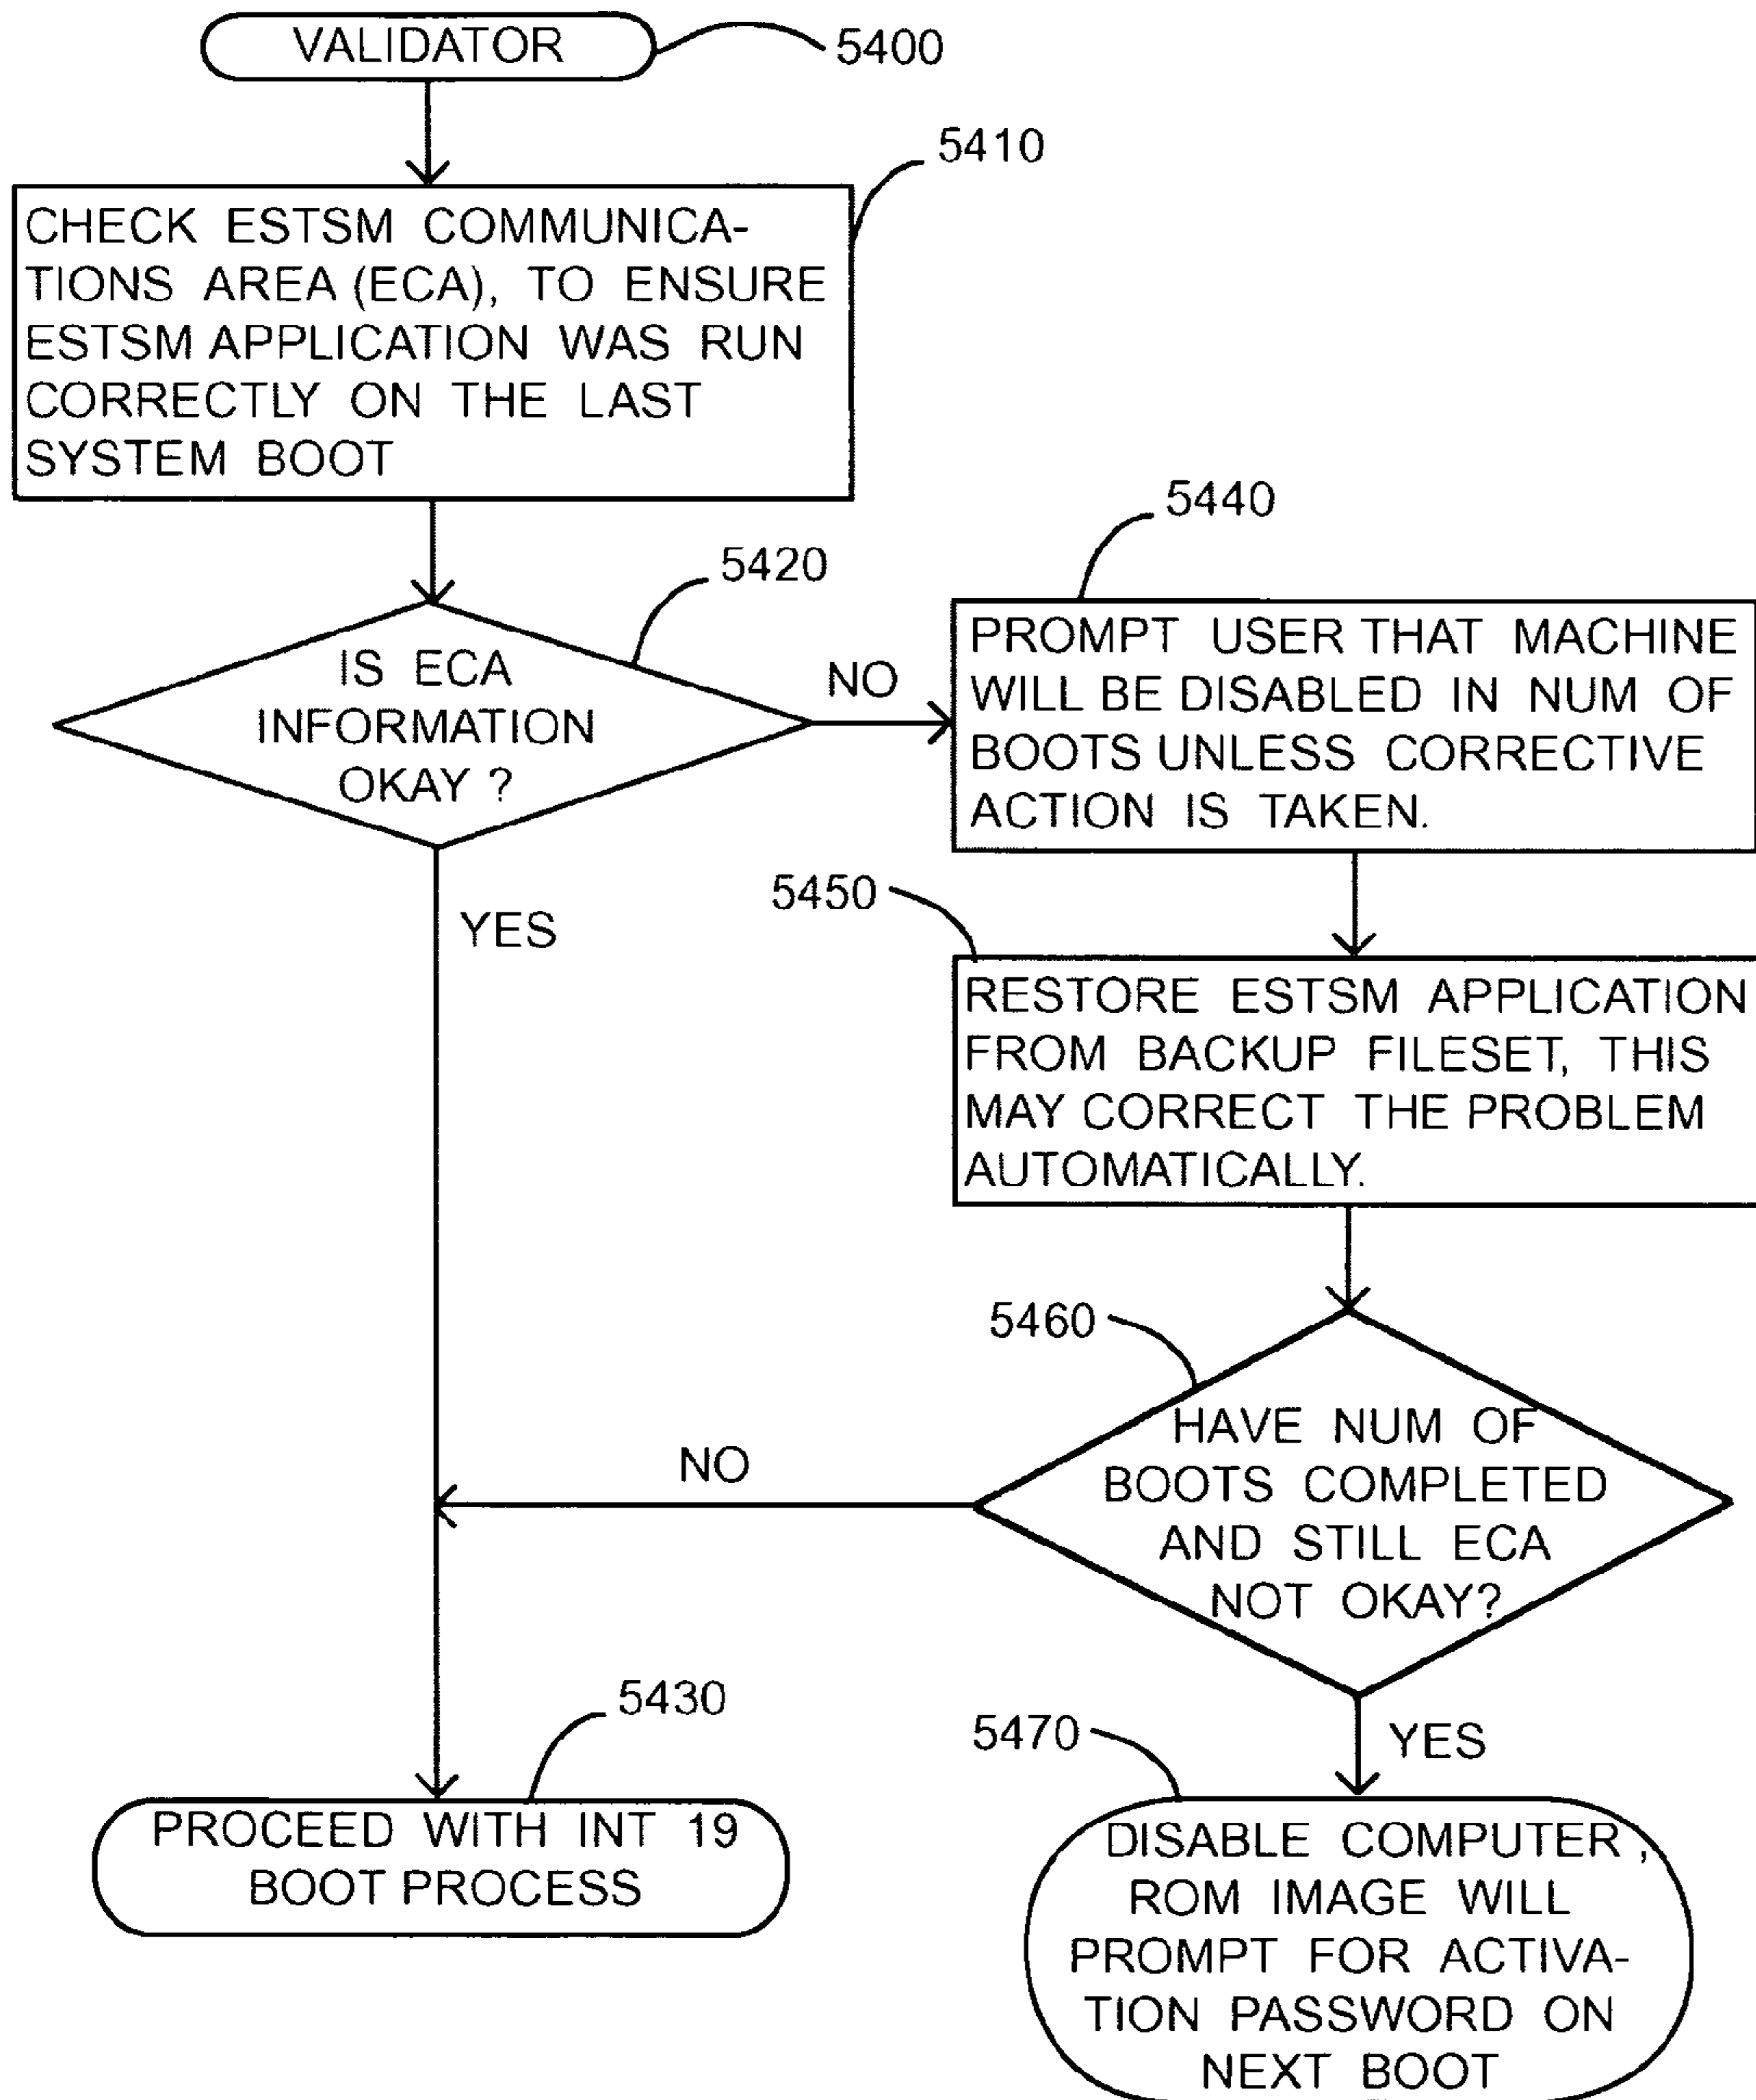 VALIDATOR
5400
5410
CHECK ESTSM COMMUNICA-
TIONS AREA (ECA), TO ENSURE
ESTSM APPLICATION WAS RUN
CORRECTLY ON THE LAST
SYSTEM BOOT
5420
IS ECA
INFORMATION
OKAY ?
NO
YES
5440
PROMPT USER THAT MACHINE
WILL BE DISABLED IN NUM OF
BOOTS UNLESS CORRECTIVE
ACTION IS TAKEN.
5450
RESTORE ESTSM APPLICATION
FROM BACKUP FILESET, THIS
MAY CORRECT THE PROBLEM
AUTOMATICALLY.
5460
HAVE NUM OF
BOOTS COMPLETED
AND STILL ECA
NOT OKAY?
NO
YES
5430
PROCEED WITH INT 19
BOOT PROCESS
5470
DISABLE COMPUTER ,
ROM IMAGE WILL
PROMPT FOR ACTIVA-
TION PASSWORD ON
NEXT BOOT